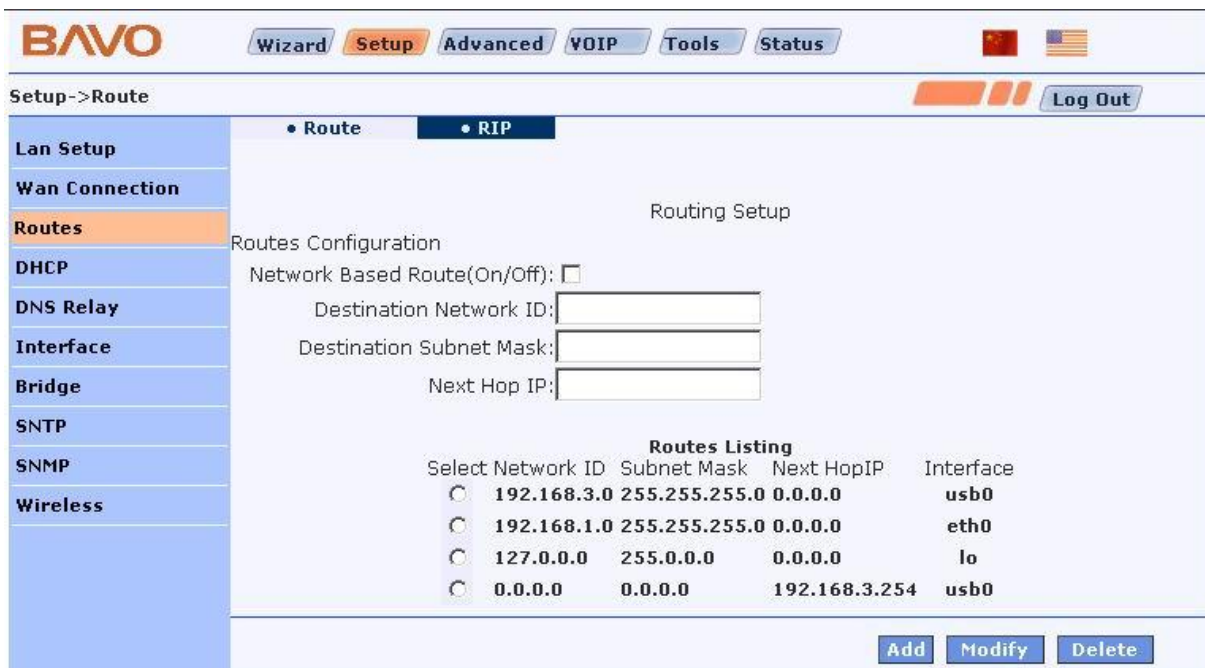 BAVO
Wizard Setup Advanced VOIP Tools Status
Setup->Route
Log Out
• Route • RIP
Lan Setup
Wan Connection
Routes
DHCP
DNS Relay
Interface
Bridge
SNTP
SNMP
Wireless
Routing Setup
Routes Configuration
Network Based Route(On/Off):
Destination Network ID:
Destination Subnet Mask:
Next Hop IP:
Routes Listing
Select Network ID Subnet Mask Next HopIP Interface
192.168.3.0 255.255.255.0 0.0.0.0 usb0
192.168.1.0 255.255.255.0 0.0.0.0 eth0
127.0.0.0 255.0.0.0 0.0.0.0 lo
0.0.0.0 0.0.0.0 192.168.3.254 usb0
Add Modify Delete